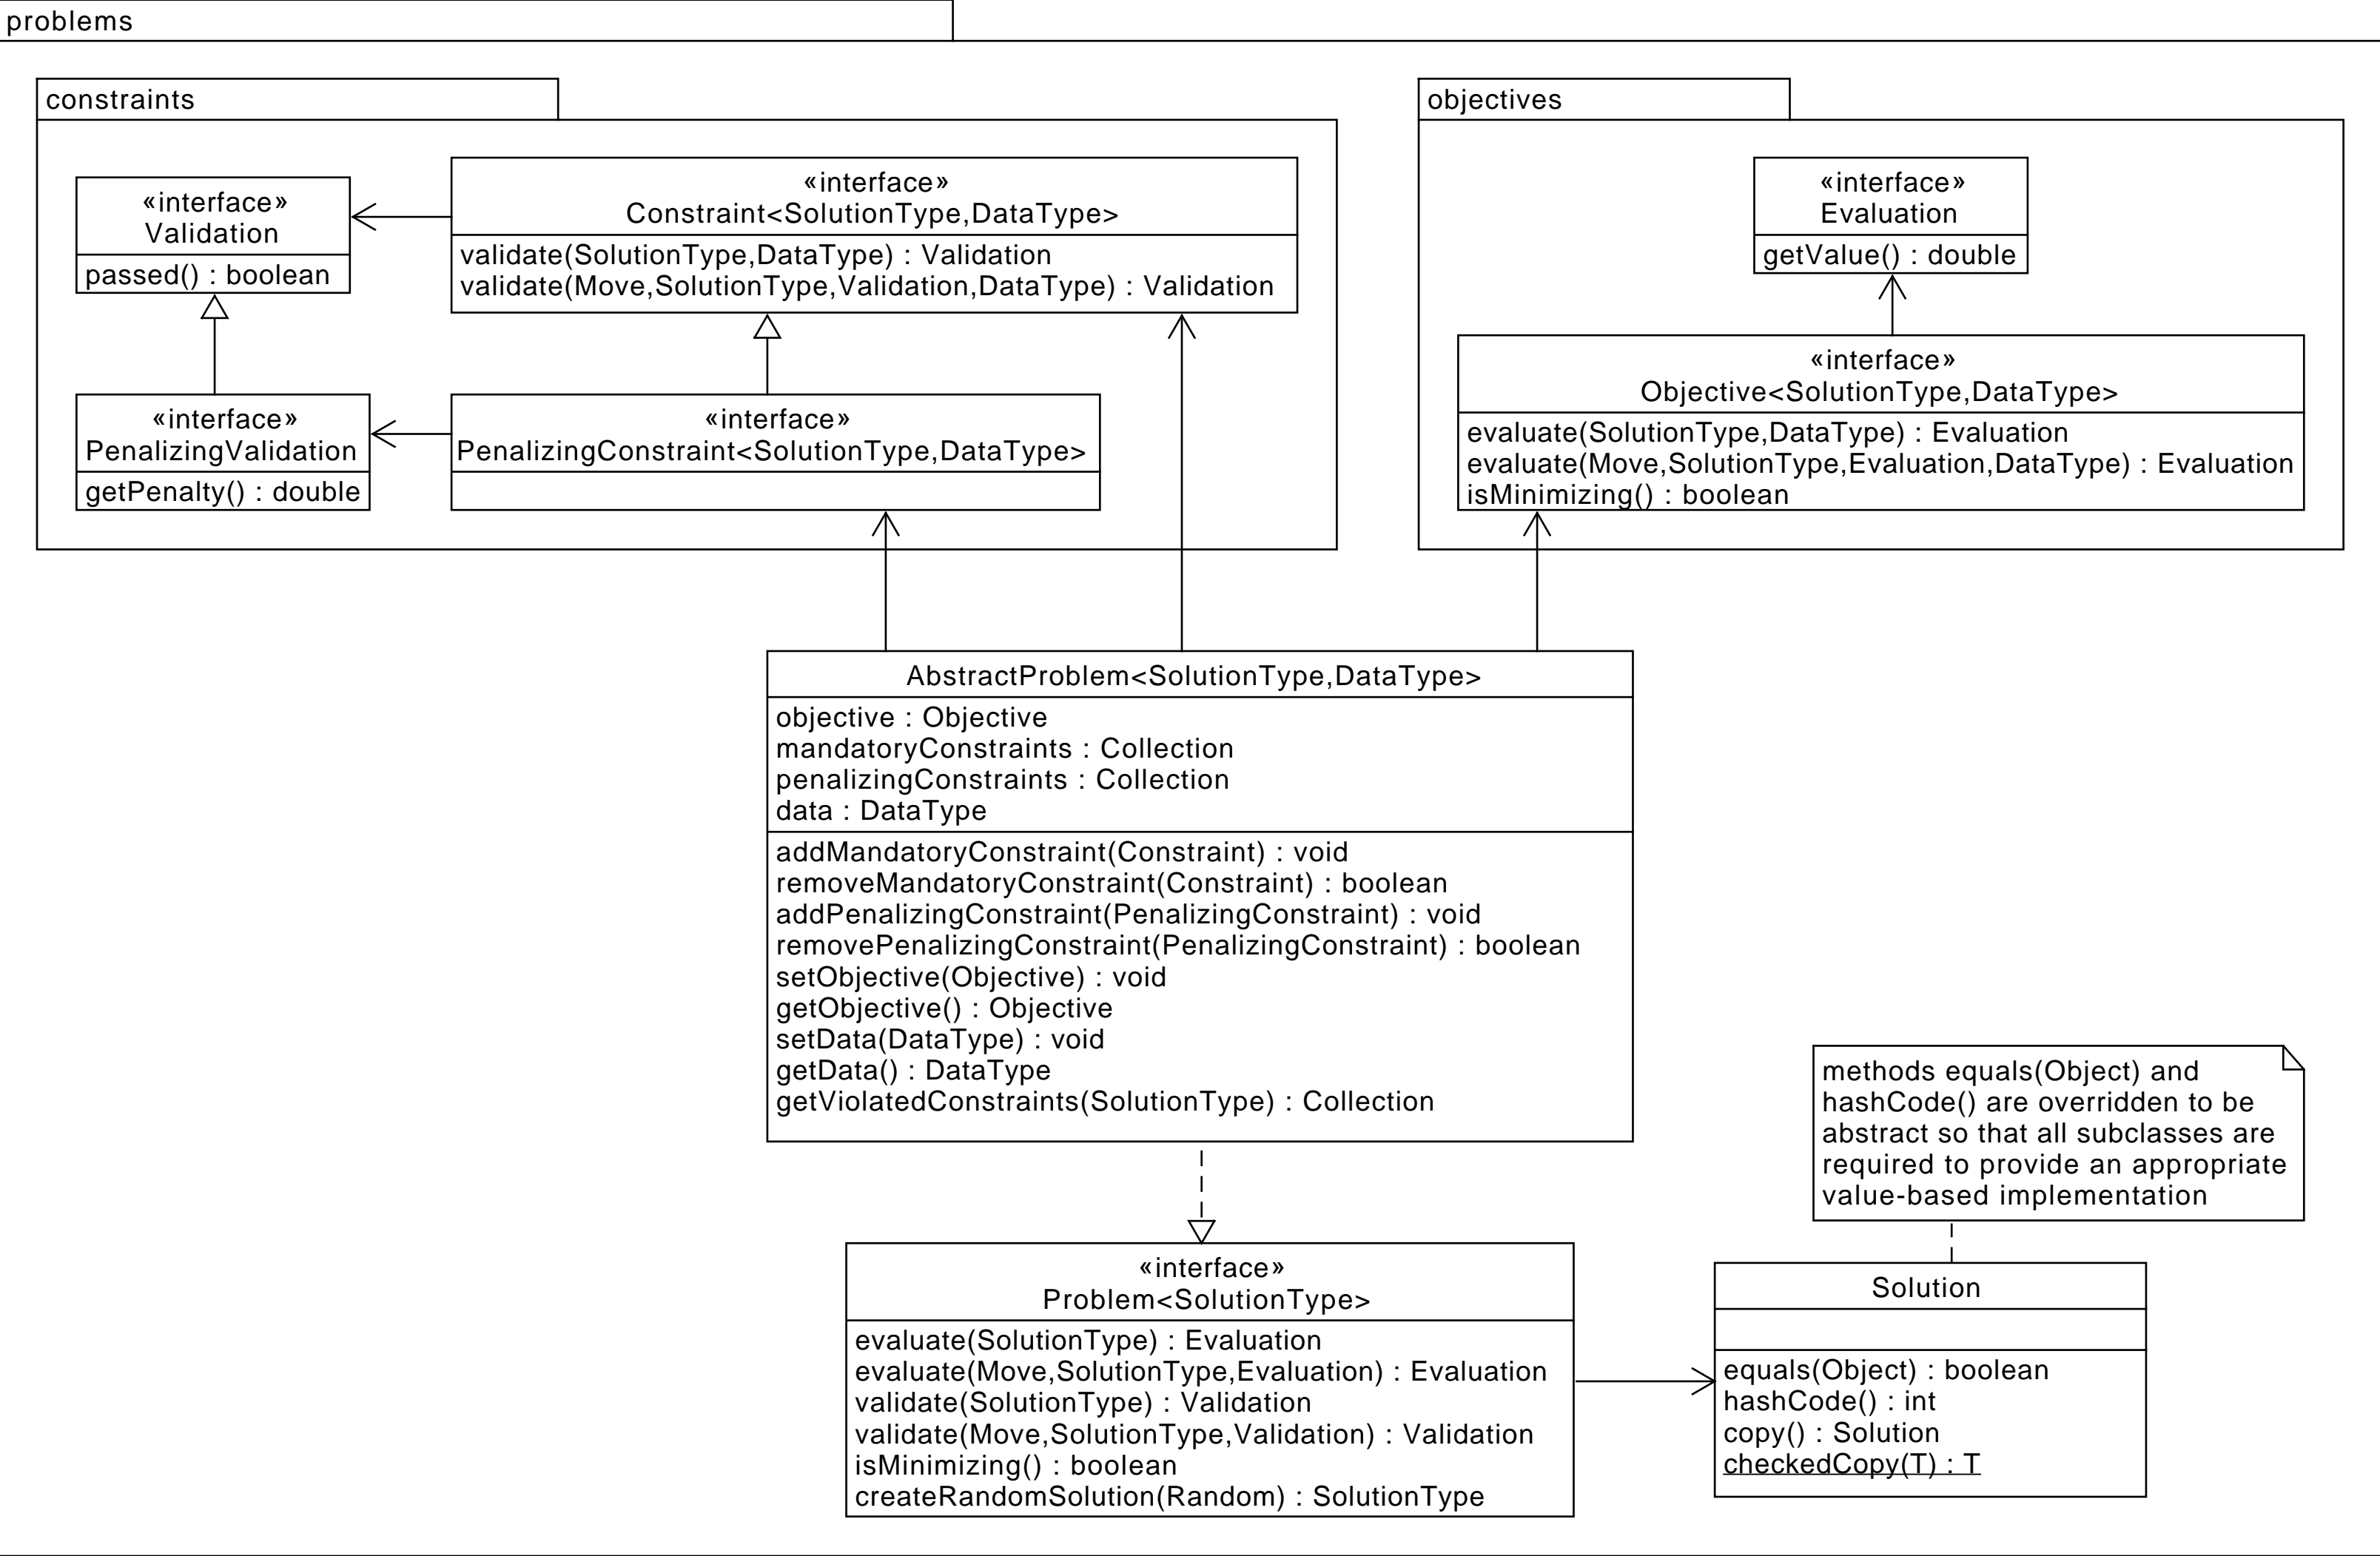 problems
constraints
«interface»
Validation
passed() : boolean
«interface»
Constraint<SolutionType,DataType>
validate(SolutionType,DataType) : Validation
validate(Move,SolutionType,Validation,DataType) : Validation
«interface»
PenalizingValidation
getPenalty() : double
«interface»
PenalizingConstraint<SolutionType,DataType>
objectives
«interface»
Evaluation
getValue() : double
«interface»
Objective<SolutionType,DataType>
evaluate(SolutionType,DataType) : Evaluation
evaluate(Move,SolutionType,Evaluation,DataType) : Evaluation
isMinimizing() : boolean
AbstractProblem<SolutionType,DataType>
objective : Objective
mandatoryConstraints : Collection
penalizingConstraints : Collection
data : DataType
addMandatoryConstraint(Constraint) : void
removeMandatoryConstraint(Constraint) : boolean
addPenalizingConstraint(PenalizingConstraint) : void
removePenalizingConstraint(PenalizingConstraint) : boolean
setObjective(Objective) : void
getObjective() : Objective
setData(DataType) : void
getData() : DataType
getViolatedConstraints(SolutionType) : Collection
«interface»
Problem<SolutionType>
evaluate(SolutionType) : Evaluation
evaluate(Move,SolutionType,Evaluation) : Evaluation
validate(SolutionType) : Validation
validate(Move,SolutionType,Validation) : Validation
isMinimizing() : boolean
createRandomSolution(Random) : SolutionType
methods equals(Object) and
hashCode() are overridden to be
abstract so that all subclasses are
required to provide an appropriate
value-based implementation
Solution
equals(Object) : boolean
hashCode() : int
copy() : Solution
checkedCopy(T) : T